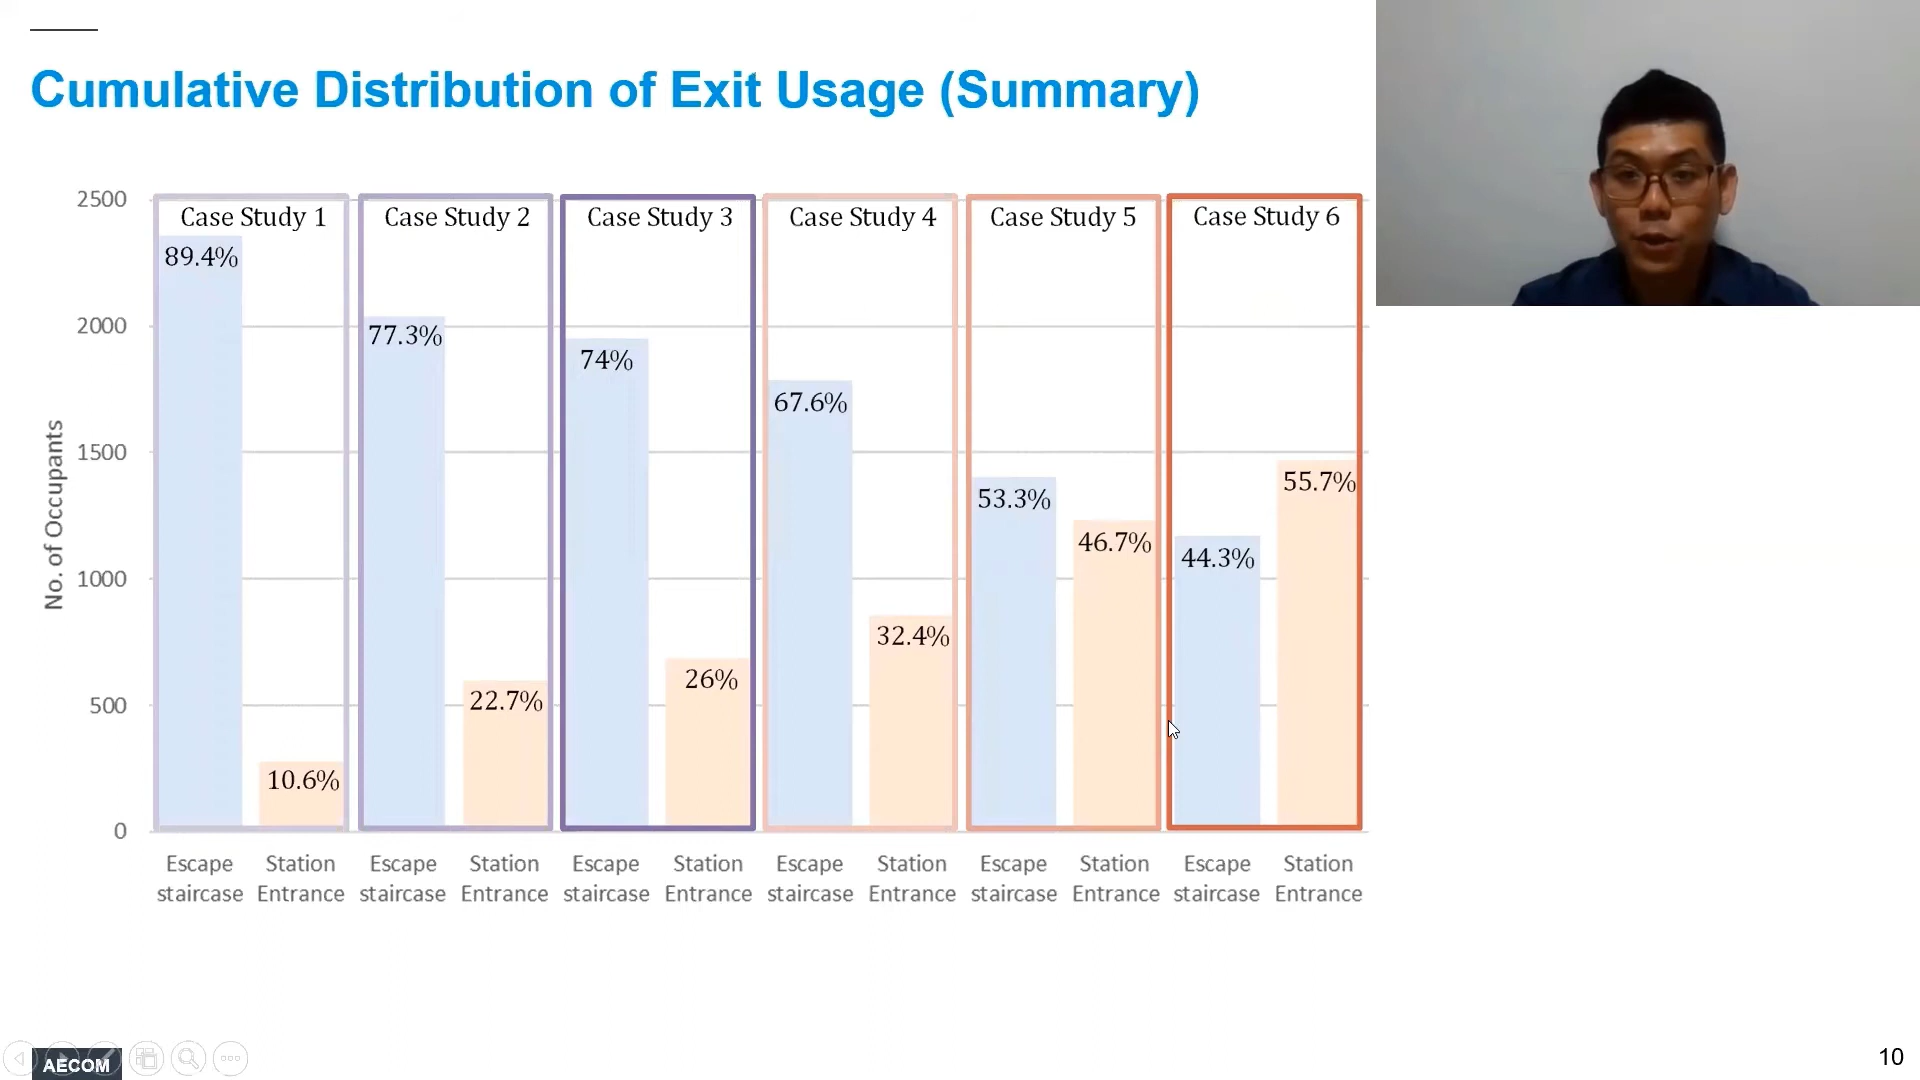 Cumulative Distribution of Exit Usage (Summary)
No. of Occupants
2500
2000
1500
1000
500
0
Case Study 1
89.4%
10.6%
Case Study 2
77.3%
22.7%
Case Study 3
74%
26%
Case Study 4
67.6%
32.4%
Case Study 5
53.3%
46.7%
Case Study 6
44.3%
55.7%
Escape staircase
Station Entrance
Escape staircase
Station Entrance
Escape staircase
Station Entrance
Escape staircase
Station Entrance
Escape staircase
Station Entrance
Escape staircase
Station Entrance
AECOM
10